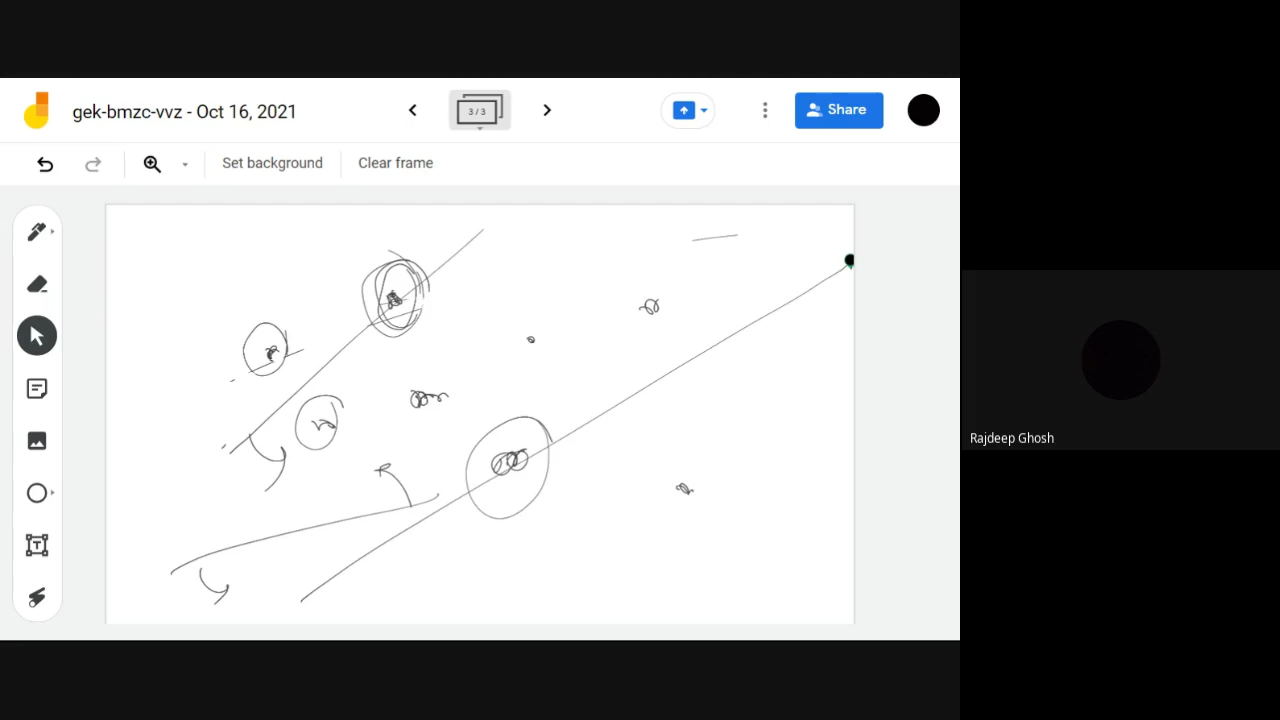 gek-bmzc-vvz - Oct 16, 2021
3 / 3
Share
Set background
Clear frame
T
Rajdeep Ghosh